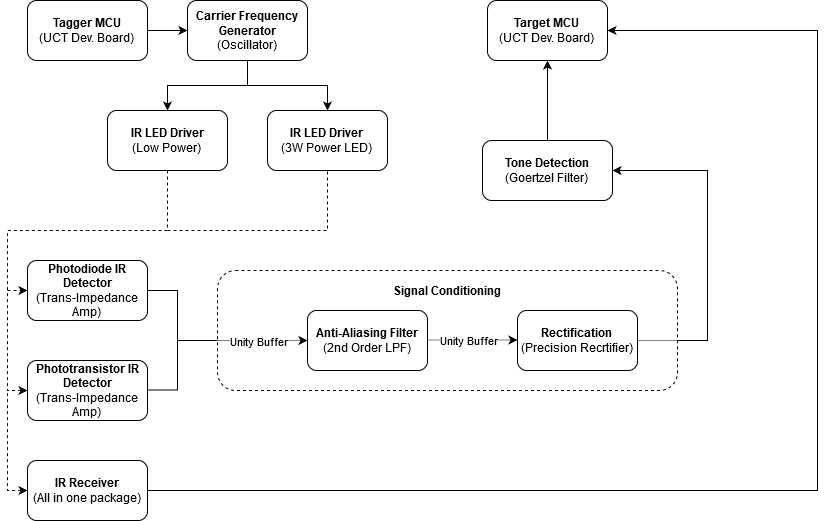 Tagger MCU
(UCT Dev. Board)
Carrier Frequency
Generator
(Oscillator)
Target MCU
(UCT Dev. Board)
IR LED Driver
(Low Power)
IR LED Driver
(3W Power LED)
Tone Detection
(Goertzel Filter)
Photodiode IR
Detector
(Trans-Impedance
Amp)
Signal Conditioning
Unity Buffer
Anti-Aliasing Filter
(2nd Order LPF)
Unity Buffer
Rectification
(Precision Recrtifier)
Phototransistor IR
Detector
(Trans-Impedance
Amp)
IR Receiver
(All in one package)